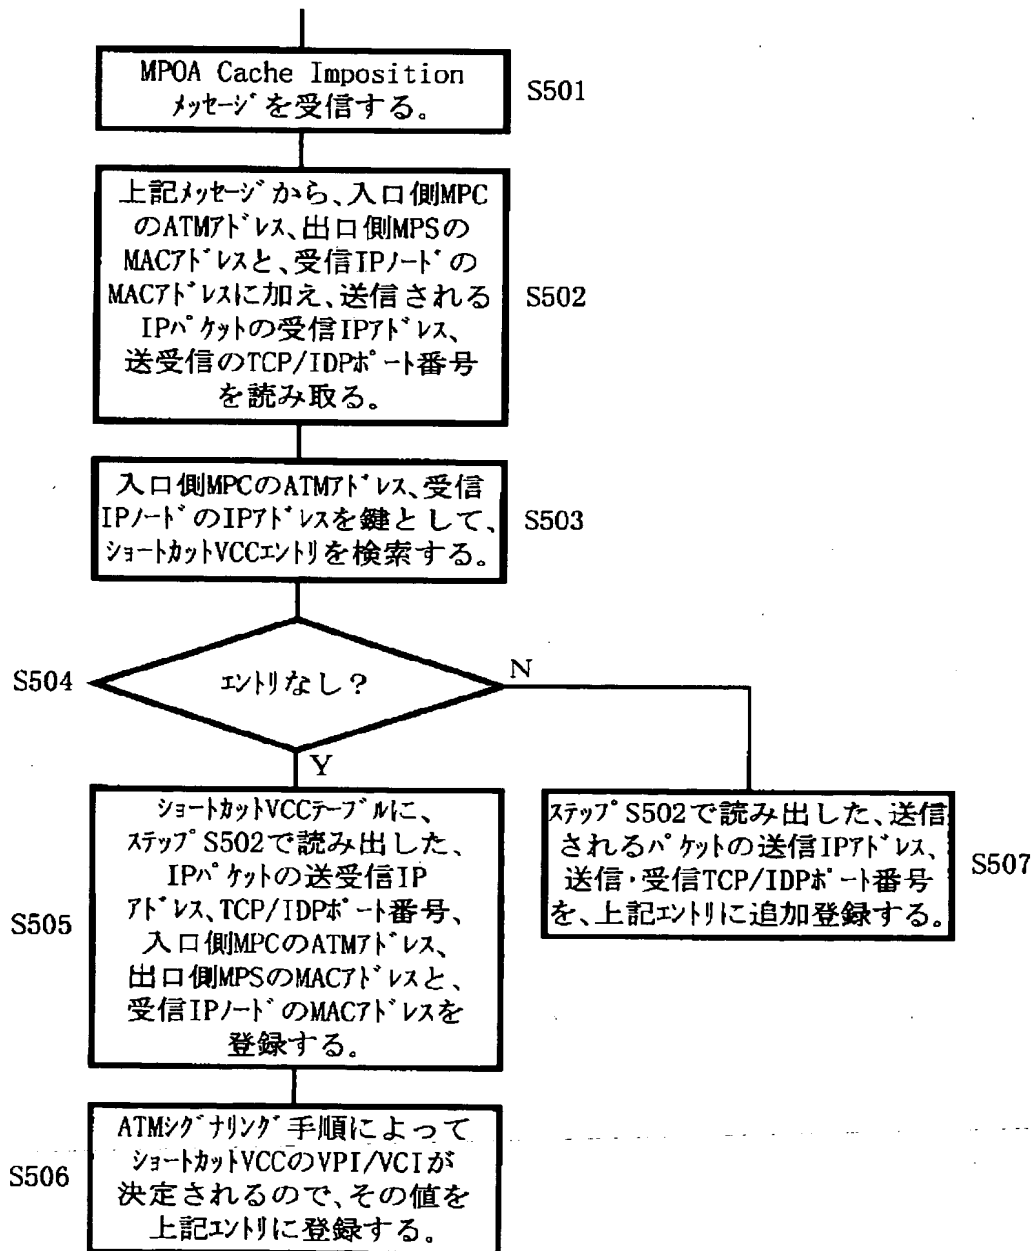 MPOA Cache Imposition
ﾒｯｾｰｼﾞを受信する。
S501
上記ﾒｯｾｰｼﾞから、入口側MPC
のATMｱﾄﾞﾚｽ、出口側MPSの
MACｱﾄﾞﾚｽと、受信IPﾉｰﾄﾞの
MACｱﾄﾞﾚｽに加え、送信される
IPﾊﾟｹｯﾄの受信IPｱﾄﾞﾚｽ、
送受信のTCP/IDPﾎﾟｰﾄ番号
を読み取る。
S502
入口側MPCのATMｱﾄﾞﾚｽ、受信
IPﾉｰﾄﾞのIPｱﾄﾞﾚｽを鍵として、
ｼｮｰﾄｶｯﾄVCCｴﾝﾄﾘを検索する。
S503
S504
ｴﾝﾄﾘなし？
N
Y
ｼｮｰﾄｶｯﾄVCCﾃｰﾌﾞﾙに、
ｽﾃｯﾌﾟS502で読み出した、
IPﾊﾟｹｯﾄの送受信IP
ｱﾄﾞﾚｽ、TCP/IDPﾎﾟｰﾄ番号、
入口側MPCのATMｱﾄﾞﾚｽ、
出口側MPSのMACｱﾄﾞﾚｽと、
受信IPﾉｰﾄﾞのMACｱﾄﾞﾚｽを
登録する。
S505
ｽﾃｯﾌﾟS502で読み出した、送信
されるﾊﾟｹｯﾄの送信IPｱﾄﾞﾚｽ、
送信・受信TCP/IDPﾎﾟｰﾄ番号
を、上記ｴﾝﾄﾘに追加登録する。
S507
ATMｼｸﾞﾅﾘﾝｸﾞ手順によって
ｼｮｰﾄｶｯﾄVCCのVPI/VCIが
決定されるので、その値を
上記ｴﾝﾄﾘに登録する。
S506